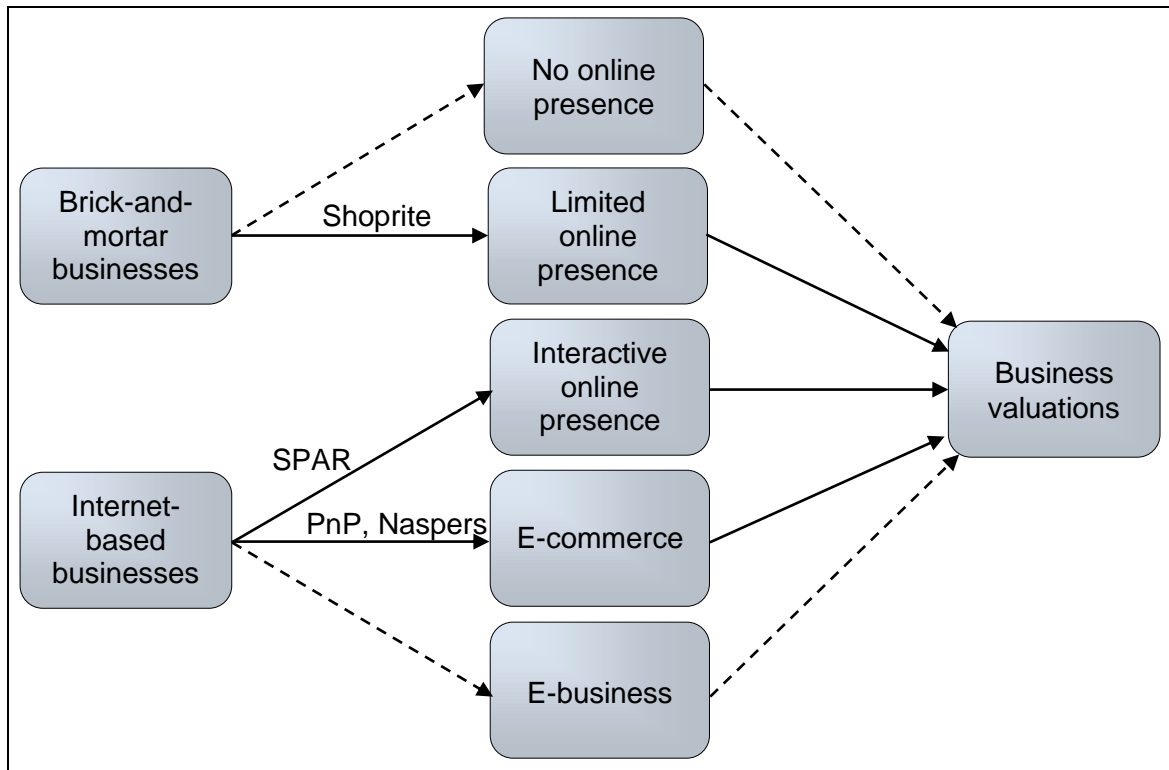 No online
presence
Brick-and-
mortar
businesses
Shoprite
Limited
online
presence
Interactive
online
presence
Business
valuations
SPAR
Internet-
based
businesses
PnP, Naspers
E-commerce
E-business